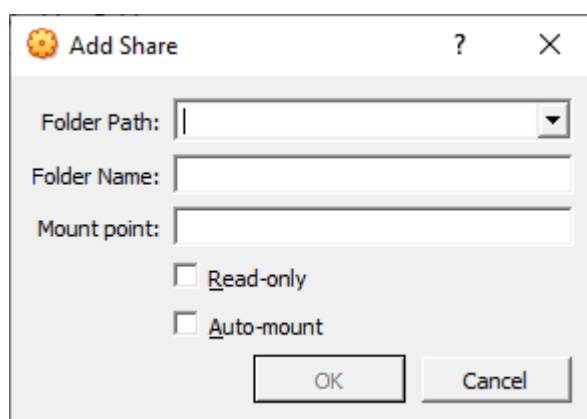 Add Share ?
Folder Path:
Folder Name:
Mount point:
Read-only
Auto-mount
OK Cancel